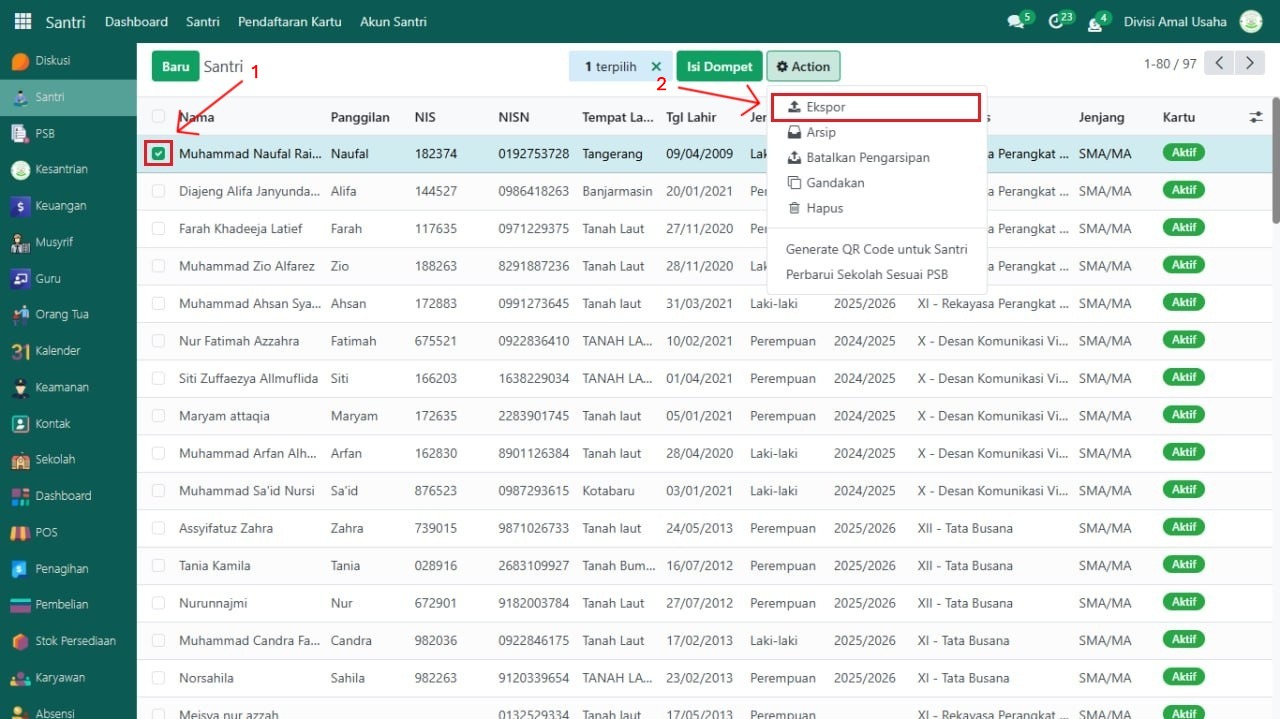 Santri Dashboard Santri Pendaftaran Kartu Akun Santri 5 23 4 Divisi Amal Usaha
Diskusi
Santri
PSB
Kesantrian
Keuangan
Musyrif
Guru
Orang Tua
Kalender
Keamanan
Kontak
Sekolah
Dashboard
POS
Penagihan
Pembelian
Stok Persediaan
Karyawan
Absensi
Baru Santri 1 terpilih Isi Dompet Action 1-80 / 97
1
2
Ekspor
Arsip
Batalkan Pengarsipan
Gandakan
Hapus
Generate QR Code untuk Santri
Perbarui Sekolah Sesuai PSB
Nama Panggilan NIS NISN Tempat La... Tgl Lahir Jenjang Kartu
Muhammad Naufal Rai... Naufal 182374 0192753728 Tangerang 09/04/2009 SMA/MA Aktif
Diajeng Alifa Janyunda... Alifa 144527 0986418263 Banjarmasin 20/01/2021 SMA/MA Aktif
Farah Khadeeja Latief Farah 117635 0971229375 Tanah Laut 27/11/2020 SMA/MA Aktif
Muhammad Zio Alfarez Zio 188263 8291887236 Tanah Laut 28/11/2020 SMA/MA Aktif
Muhammad Ahsan Sya... Ahsan 172883 0991273645 Tanah laut 31/03/2021 Laki-laki 2025/2026 XI - Rekayasa Perangkat ... SMA/MA Aktif
Nur Fatimah Azzahra Fatimah 675521 0922836410 TANAH LA... 10/02/2021 Perempuan 2025/2026 X - Desan Komunikasi Vi... SMA/MA Aktif
Siti Zuffaezya Allmuflida Siti 166203 1638229034 TANAH LA... 01/04/2021 Perempuan 2024/2025 X - Desan Komunikasi Vi... SMA/MA Aktif
Maryam attaqia Maryam 172635 2283901745 Tanah laut 05/01/2021 Perempuan 2024/2025 X - Desan Komunikasi Vi... SMA/MA Aktif
Muhammad Arfan Alh... Arfan 162830 8901126384 Tanah laut 28/04/2020 Laki-laki 2024/2025 X - Desan Komunikasi Vi... SMA/MA Aktif
Muhammad Sa'id Nursi Sa'id 876523 0987293615 Kotabaru 03/01/2021 Laki-laki 2024/2025 X - Desan Komunikasi Vi... SMA/MA Aktif
Assyifatuz Zahra Zahra 739015 9871026733 Tanah laut 24/05/2013 Perempuan 2025/2026 XII - Tata Busana SMA/MA Aktif
Tania Kamila Tania 028916 2683109927 Tanah Bum... 16/07/2012 Perempuan 2025/2026 XII - Tata Busana SMA/MA Aktif
Nurunnajmi Nur 672901 9182003784 Tanah Laut 27/07/2012 Perempuan 2025/2026 XII - Tata Busana SMA/MA Aktif
Muhammad Candra Fa... Candra 982036 0922846175 Tanah Laut 17/02/2013 Laki-laki 2025/2026 XI - Tata Busana SMA/MA Aktif
Norsahila Sahila 982263 0120339654 TANAH LA... 23/02/2013 Perempuan 2025/2026 XI - Tata Busana SMA/MA Aktif
Meisya nur azzah 0132529334 Tanah Laut 17/05/2013 Perempuan 2025/2026 XI - Tata Busana SMA/MA Aktif